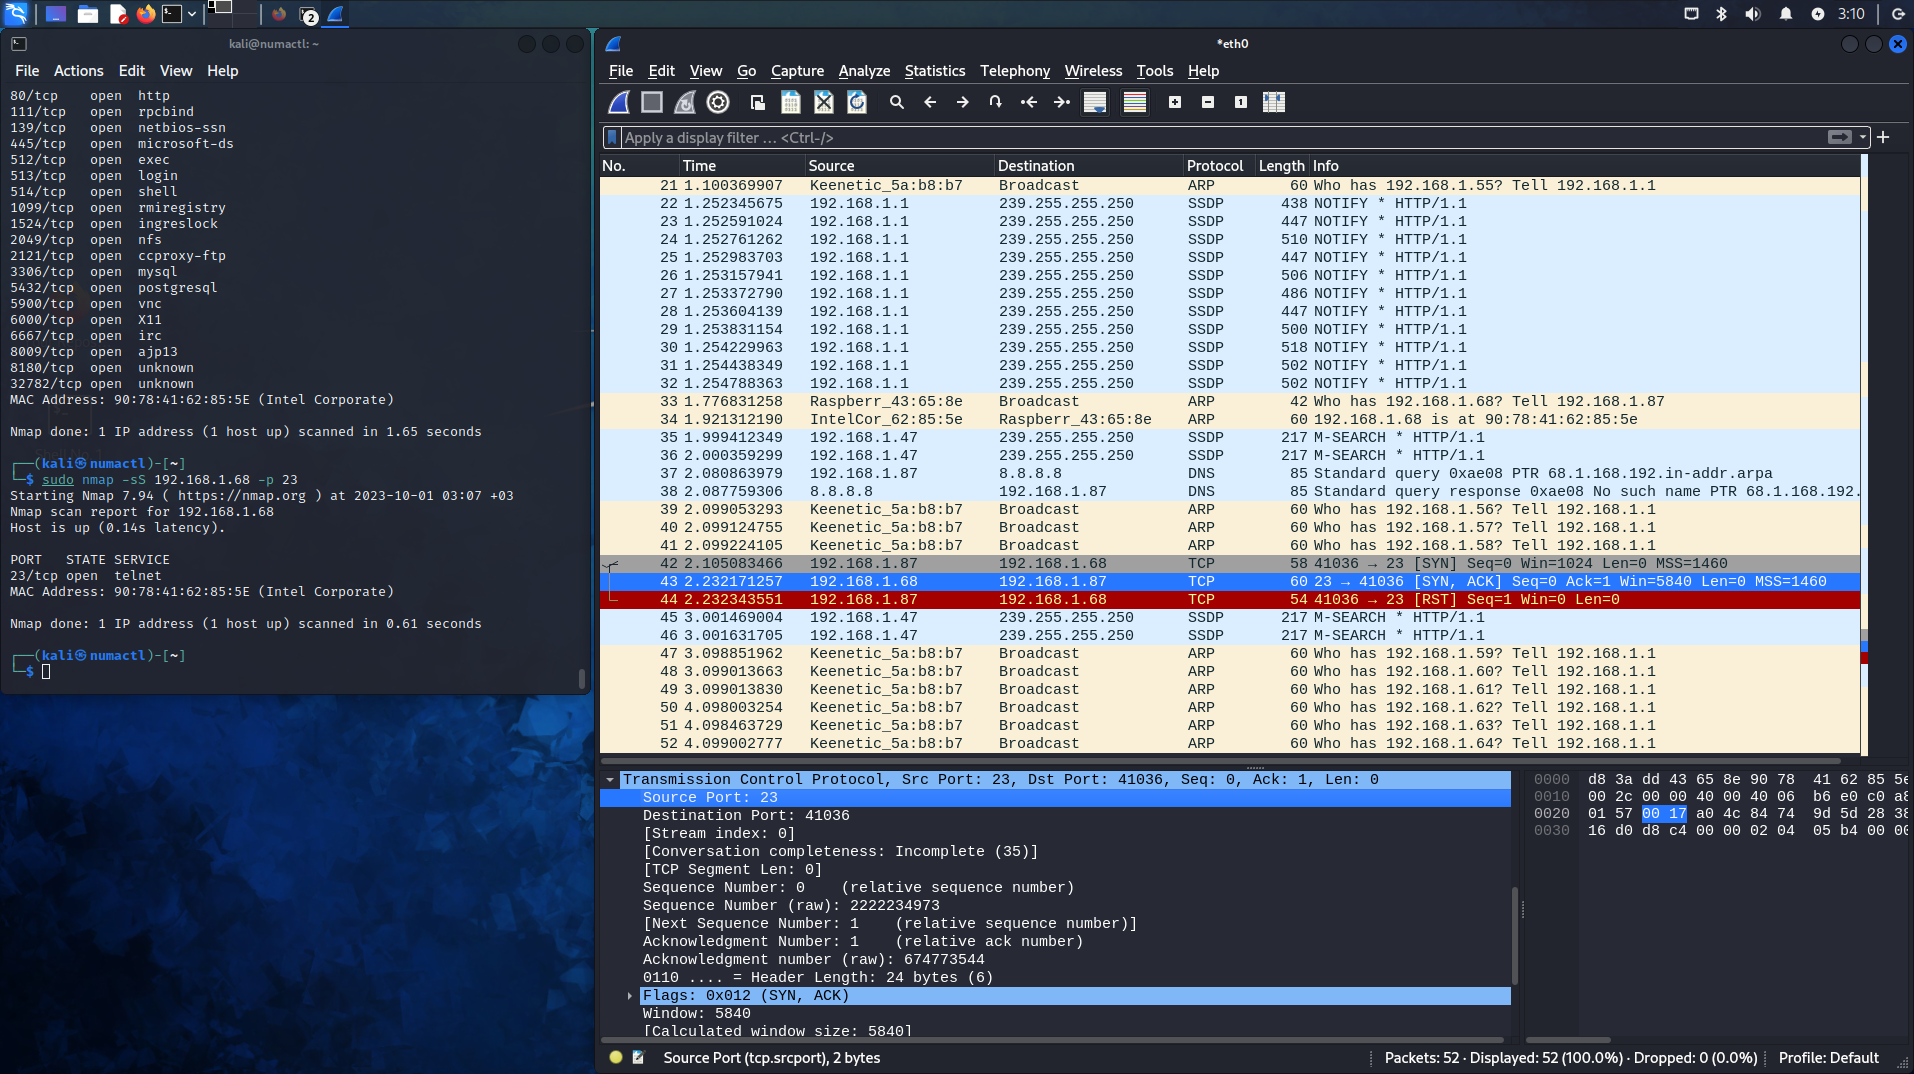 2
3:10
kali@numactl: ~
File Actions Edit View Help
80/tcp open http
111/tcp open rpcbind
139/tcp open netbios-ssn
445/tcp open microsoft-ds
512/tcp open exec
513/tcp open login
514/tcp open shell
1099/tcp open rmiregistry
1524/tcp open ingreslock
2049/tcp open nfs
2121/tcp open ccproxy-ftp
3306/tcp open mysql
5432/tcp open postgresql
5900/tcp open vnc
6000/tcp open X11
6667/tcp open irc
8009/tcp open ajp13
8180/tcp open unknown
32782/tcp open unknown
MAC Address: 90:78:41:62:85:5E (Intel Corporate)
Nmap done: 1 IP address (1 host up) scanned in 1.65 seconds
┌──(kali㉿numactl)-[~]
└─$ sudo nmap -sS 192.168.1.68 -p 23
Starting Nmap 7.94 ( https://nmap.org ) at 2023-10-01 03:07 +03
Nmap scan report for 192.168.1.68
Host is up (0.14s latency).
PORT STATE SERVICE
23/tcp open telnet
MAC Address: 90:78:41:62:85:5E (Intel Corporate)
Nmap done: 1 IP address (1 host up) scanned in 0.61 seconds
┌──(kali㉿numactl)-[~]
└─$
*eth0
File Edit View Go Capture Analyze Statistics Telephony Wireless Tools Help
Apply a display filter ... <Ctrl-/>
No. Time Source Destination Protocol Length Info
21 1.100369907 Keenetic_5a:b8:b7 Broadcast ARP 60 Who has 192.168.1.55? Tell 192.168.1.1
22 1.252345675 192.168.1.1 239.255.255.250 SSDP 438 NOTIFY * HTTP/1.1
23 1.252591024 192.168.1.1 239.255.255.250 SSDP 447 NOTIFY * HTTP/1.1
24 1.252761262 192.168.1.1 239.255.255.250 SSDP 510 NOTIFY * HTTP/1.1
25 1.252983703 192.168.1.1 239.255.255.250 SSDP 447 NOTIFY * HTTP/1.1
26 1.253157941 192.168.1.1 239.255.255.250 SSDP 506 NOTIFY * HTTP/1.1
27 1.253372790 192.168.1.1 239.255.255.250 SSDP 486 NOTIFY * HTTP/1.1
28 1.253604139 192.168.1.1 239.255.255.250 SSDP 447 NOTIFY * HTTP/1.1
29 1.253831154 192.168.1.1 239.255.255.250 SSDP 500 NOTIFY * HTTP/1.1
30 1.254229963 192.168.1.1 239.255.255.250 SSDP 518 NOTIFY * HTTP/1.1
31 1.254438349 192.168.1.1 239.255.255.250 SSDP 502 NOTIFY * HTTP/1.1
32 1.254788363 192.168.1.1 239.255.255.250 SSDP 502 NOTIFY * HTTP/1.1
33 1.776831258 Raspberr_43:65:8e Broadcast ARP 42 Who has 192.168.1.68? Tell 192.168.1.87
34 1.921312190 IntelCor_62:85:5e Raspberr_43:65:8e ARP 60 192.168.1.68 is at 90:78:41:62:85:5e
35 1.999412349 192.168.1.47 239.255.255.250 SSDP 217 M-SEARCH * HTTP/1.1
36 2.000359299 192.168.1.47 239.255.255.250 SSDP 217 M-SEARCH * HTTP/1.1
37 2.080863979 192.168.1.87 8.8.8.8 DNS 85 Standard query 0xae08 PTR 68.1.168.192.in-addr.arpa
38 2.087759306 8.8.8.8 192.168.1.87 DNS 85 Standard query response 0xae08 No such name PTR 68.1.168.192.
39 2.099053293 Keenetic_5a:b8:b7 Broadcast ARP 60 Who has 192.168.1.56? Tell 192.168.1.1
40 2.099124755 Keenetic_5a:b8:b7 Broadcast ARP 60 Who has 192.168.1.57? Tell 192.168.1.1
41 2.099224105 Keenetic_5a:b8:b7 Broadcast ARP 60 Who has 192.168.1.58? Tell 192.168.1.1
42 2.105083466 192.168.1.87 192.168.1.68 TCP 58 41036 → 23 [SYN] Seq=0 Win=1024 Len=0 MSS=1460
43 2.232171257 192.168.1.68 192.168.1.87 TCP 60 23 → 41036 [SYN, ACK] Seq=0 Ack=1 Win=5840 Len=0 MSS=1460
44 2.232343551 192.168.1.87 192.168.1.68 TCP 54 41036 → 23 [RST] Seq=1 Win=0 Len=0
45 3.001469004 192.168.1.47 239.255.255.250 SSDP 217 M-SEARCH * HTTP/1.1
46 3.001631705 192.168.1.47 239.255.255.250 SSDP 217 M-SEARCH * HTTP/1.1
47 3.098851962 Keenetic_5a:b8:b7 Broadcast ARP 60 Who has 192.168.1.59? Tell 192.168.1.1
48 3.099013663 Keenetic_5a:b8:b7 Broadcast ARP 60 Who has 192.168.1.60? Tell 192.168.1.1
49 3.099013830 Keenetic_5a:b8:b7 Broadcast ARP 60 Who has 192.168.1.61? Tell 192.168.1.1
50 4.098003254 Keenetic_5a:b8:b7 Broadcast ARP 60 Who has 192.168.1.62? Tell 192.168.1.1
51 4.098463729 Keenetic_5a:b8:b7 Broadcast ARP 60 Who has 192.168.1.63? Tell 192.168.1.1
52 4.099002777 Keenetic_5a:b8:b7 Broadcast ARP 60 Who has 192.168.1.64? Tell 192.168.1.1
Transmission Control Protocol, Src Port: 23, Dst Port: 41036, Seq: 0, Ack: 1, Len: 0
Source Port: 23
Destination Port: 41036
[Stream index: 0]
[Conversation completeness: Incomplete (35)]
[TCP Segment Len: 0]
Sequence Number: 0 (relative sequence number)
Sequence Number (raw): 2222234973
[Next Sequence Number: 1 (relative sequence number)]
Acknowledgment Number: 1 (relative ack number)
Acknowledgment number (raw): 674773544
0110 .... = Header Length: 24 bytes (6)
Flags: 0x012 (SYN, ACK)
Window: 5840
[Calculated window size: 5840]
0000 d8 3a dd 43 65 8e 90 78 41 62 85 5e
0010 00 2c 00 00 40 00 40 06 b6 e0 c0 a8
0020 01 57 00 17 a0 4c 84 74 9d 5d 28 38
0030 16 d0 d8 c4 00 00 02 04 05 b4 00 00
Source Port (tcp.srcport), 2 bytes
Packets: 52 · Displayed: 52 (100.0%) · Dropped: 0 (0.0%)
Profile: Default